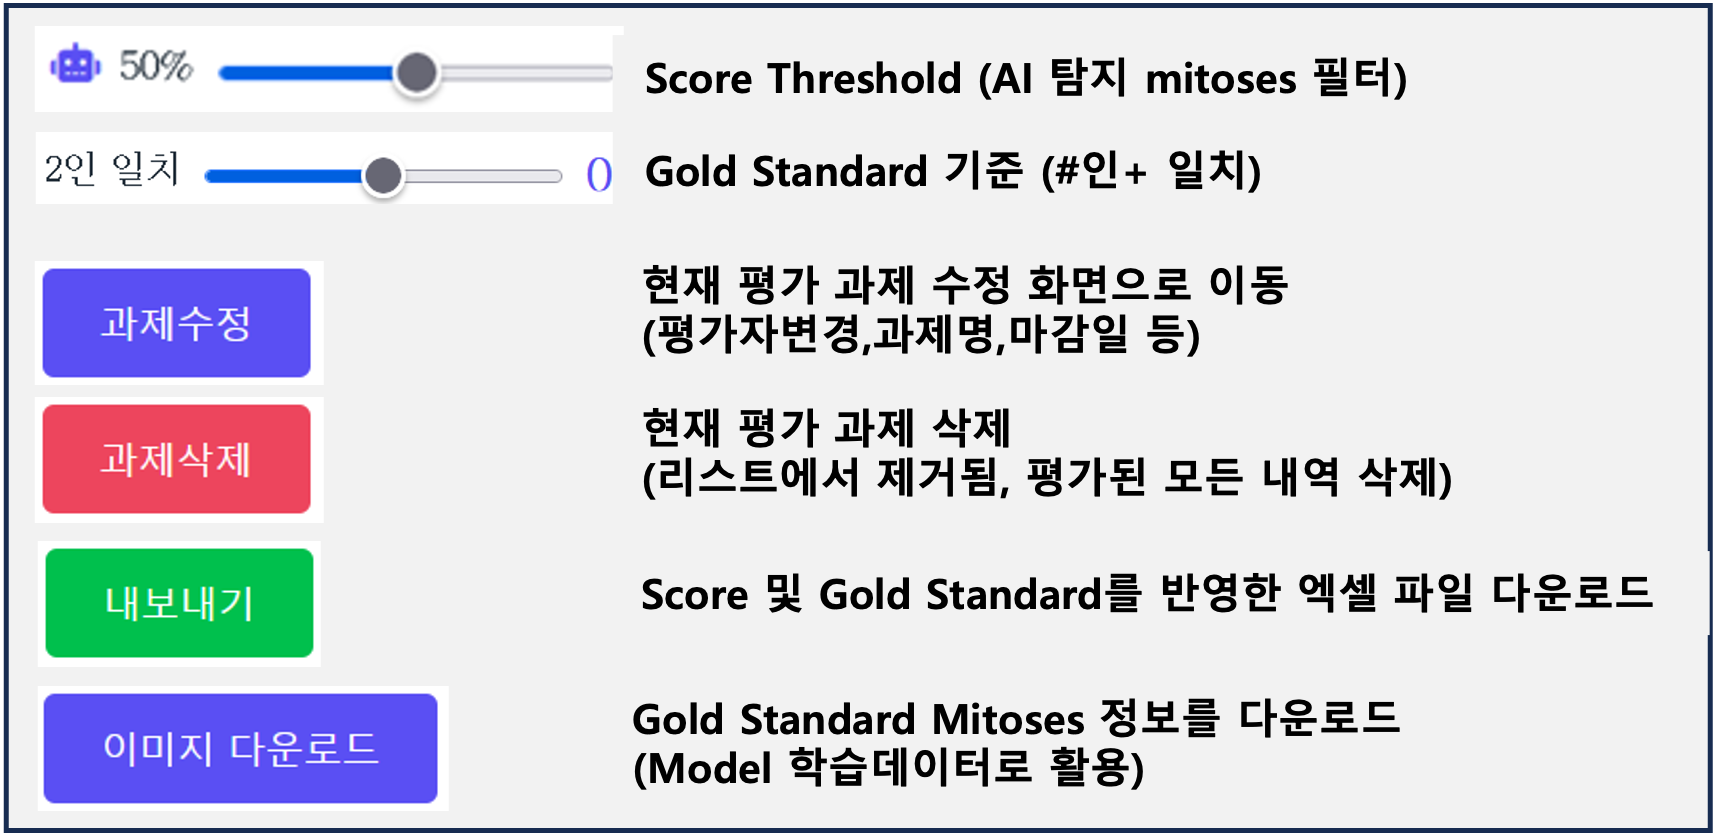 50%
Score Threshold (AI 탐지 mitoses 필터)
2인 일치
0
Gold Standard 기준 (#인+ 일치)
과제수정
현재 평가 과제 수정 화면으로 이동
(평가자변경,과제명,마감일 등)
과제삭제
현재 평가 과제 삭제
(리스트에서 제거됨, 평가된 모든 내역 삭제)
내보내기
Score 및 Gold Standard를 반영한 엑셀 파일 다운로드
이미지 다운로드
Gold Standard Mitoses 정보를 다운로드
(Model 학습데이터로 활용)